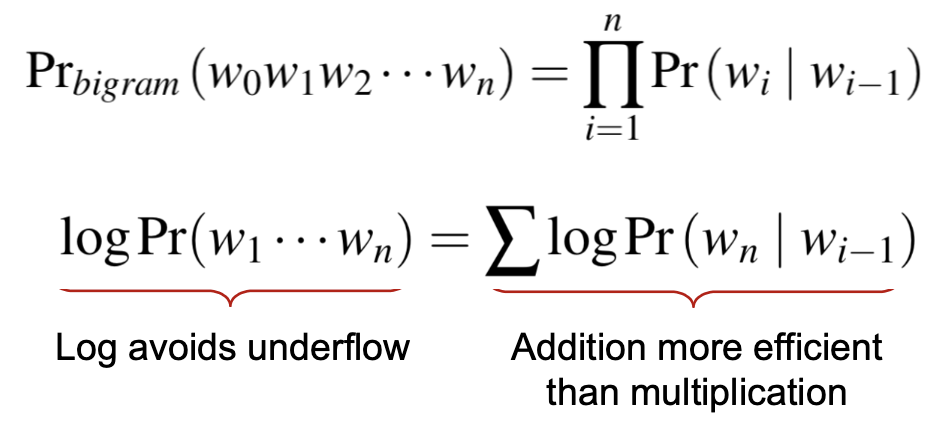 Pr_{bigram}(w_0w_1w_2⋯w_n) = ∏_{i=1}^{n} Pr(w_i | w_{i−1})
log Pr(w_1⋯w_n) = ∑ log Pr(w_n | w_{i−1})
Log avoids underflow
Addition more efficient
than multiplication